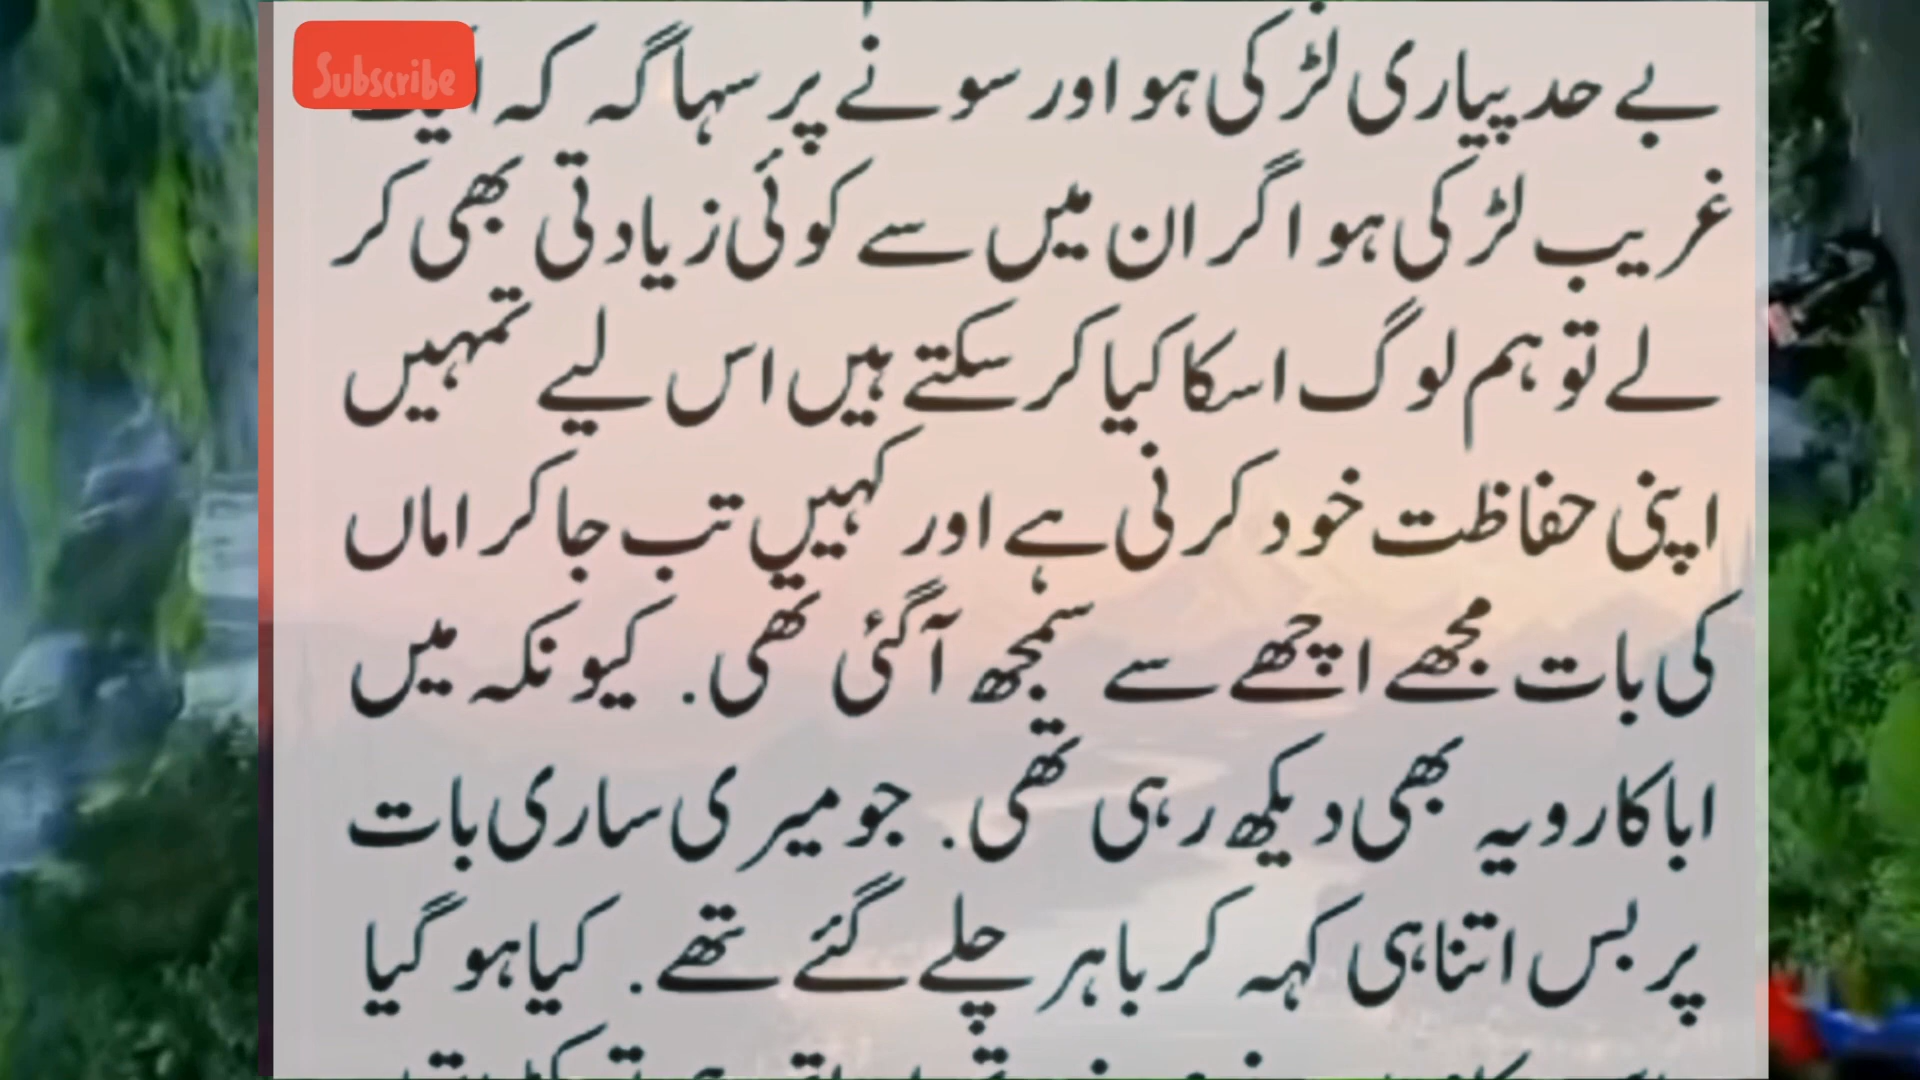 Subscribe
بے حد پیاری لڑکی ہو اور سونے پر سہاگہ کہ ایک
غریب لڑکی ہو اگر ان میں سے کوئی زیادتی بھی کر
لے تو ہم لوگ اسکا کیا کر سکتے ہیں اس لیے تمہیں
اپنی حفاظت خود کرنی ہے اور کہیں تب جا کر اماں
کی بات مجھے اچھے سے سمجھ آ گئی تھی. کیونکہ میں
ابا کا رویہ بھی دیکھ رہی تھی. جو میری ساری بات
پر بس اتنا ہی کہہ کر باہر چلے گئے تھے. کیا ہو گیا